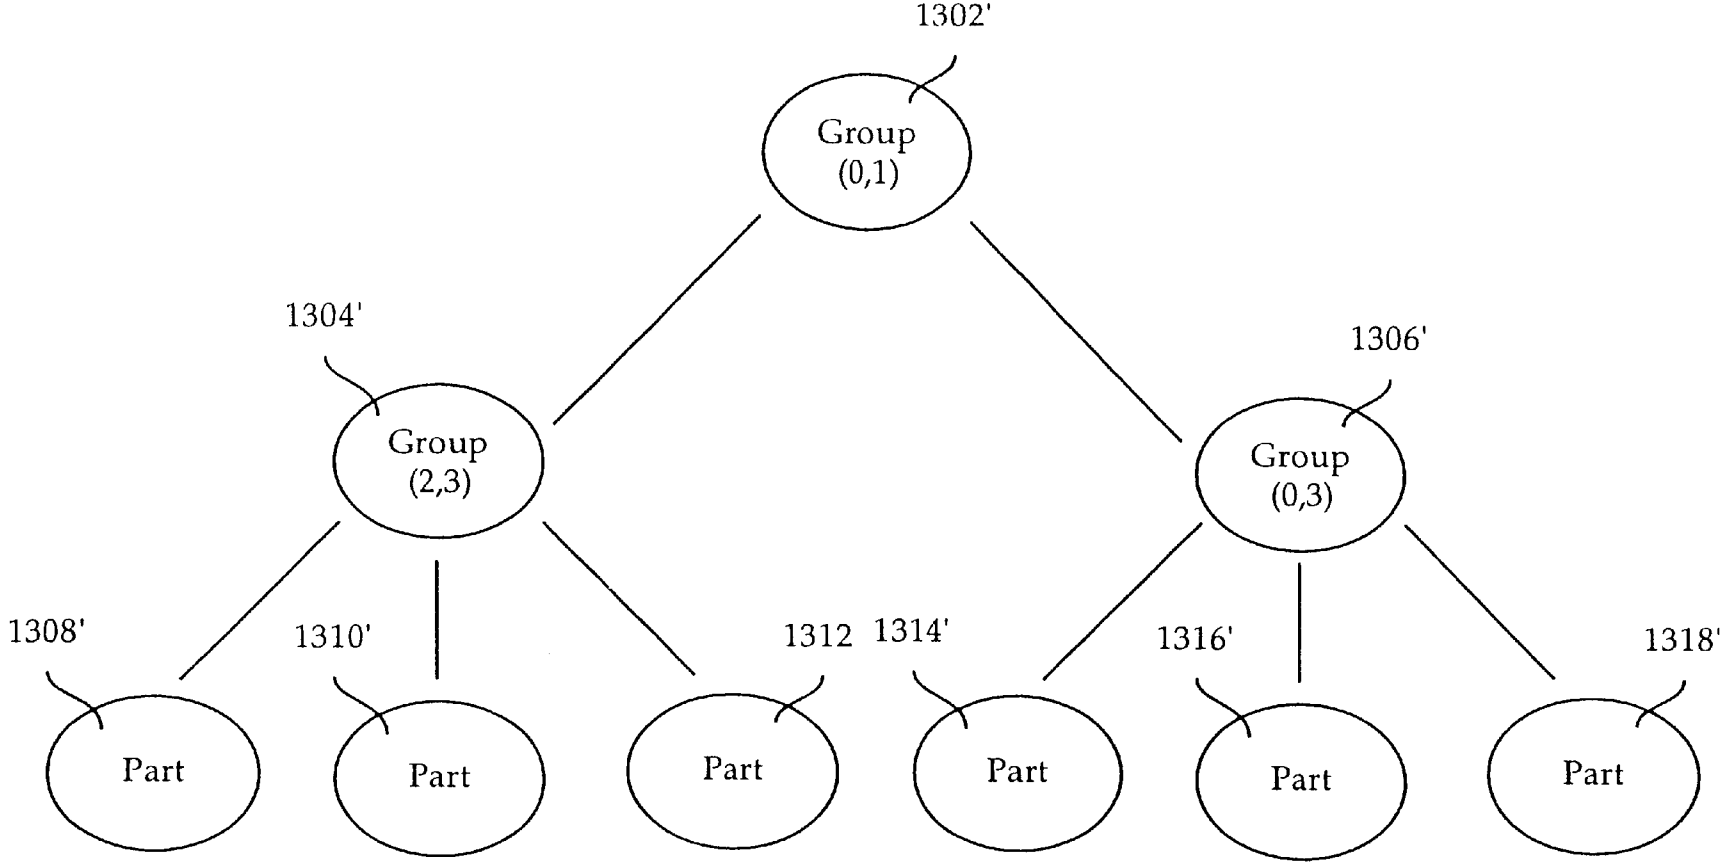 1302'
Group
(0,1)
1304'
1306'
Group
(2,3)
Group
(0,3)
1308'
1310'
1312
1314'
1316'
1318'
Part
Part
Part
Part
Part
Part